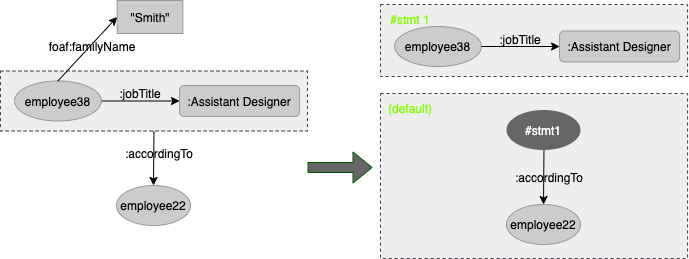 "Smith"
foaf:familyName
employee38
:jobTitle
:Assistant Designer
:accordingTo
employee22
#stmt 1
employee38
:jobTitle
:Assistant Designer
(default)
#stmt1
:accordingTo
employee22